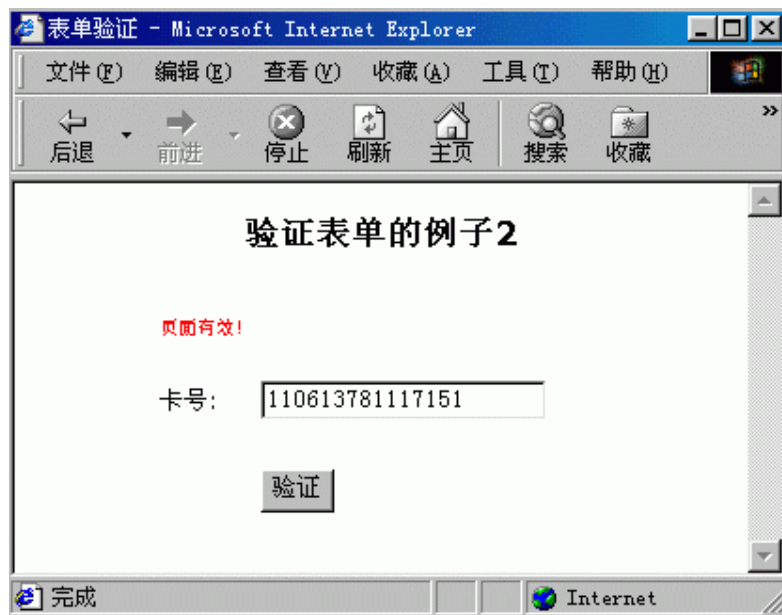 表单验证 - Microsoft Internet Explorer
文件(F) 编辑(E) 查看(V) 收藏(A) 工具(T) 帮助(H)
后退 前进 停止 刷新 主页 搜索 收藏 »
验证表单的例子2
页面有效!
卡号: 110613781117151
验证
完成 Internet